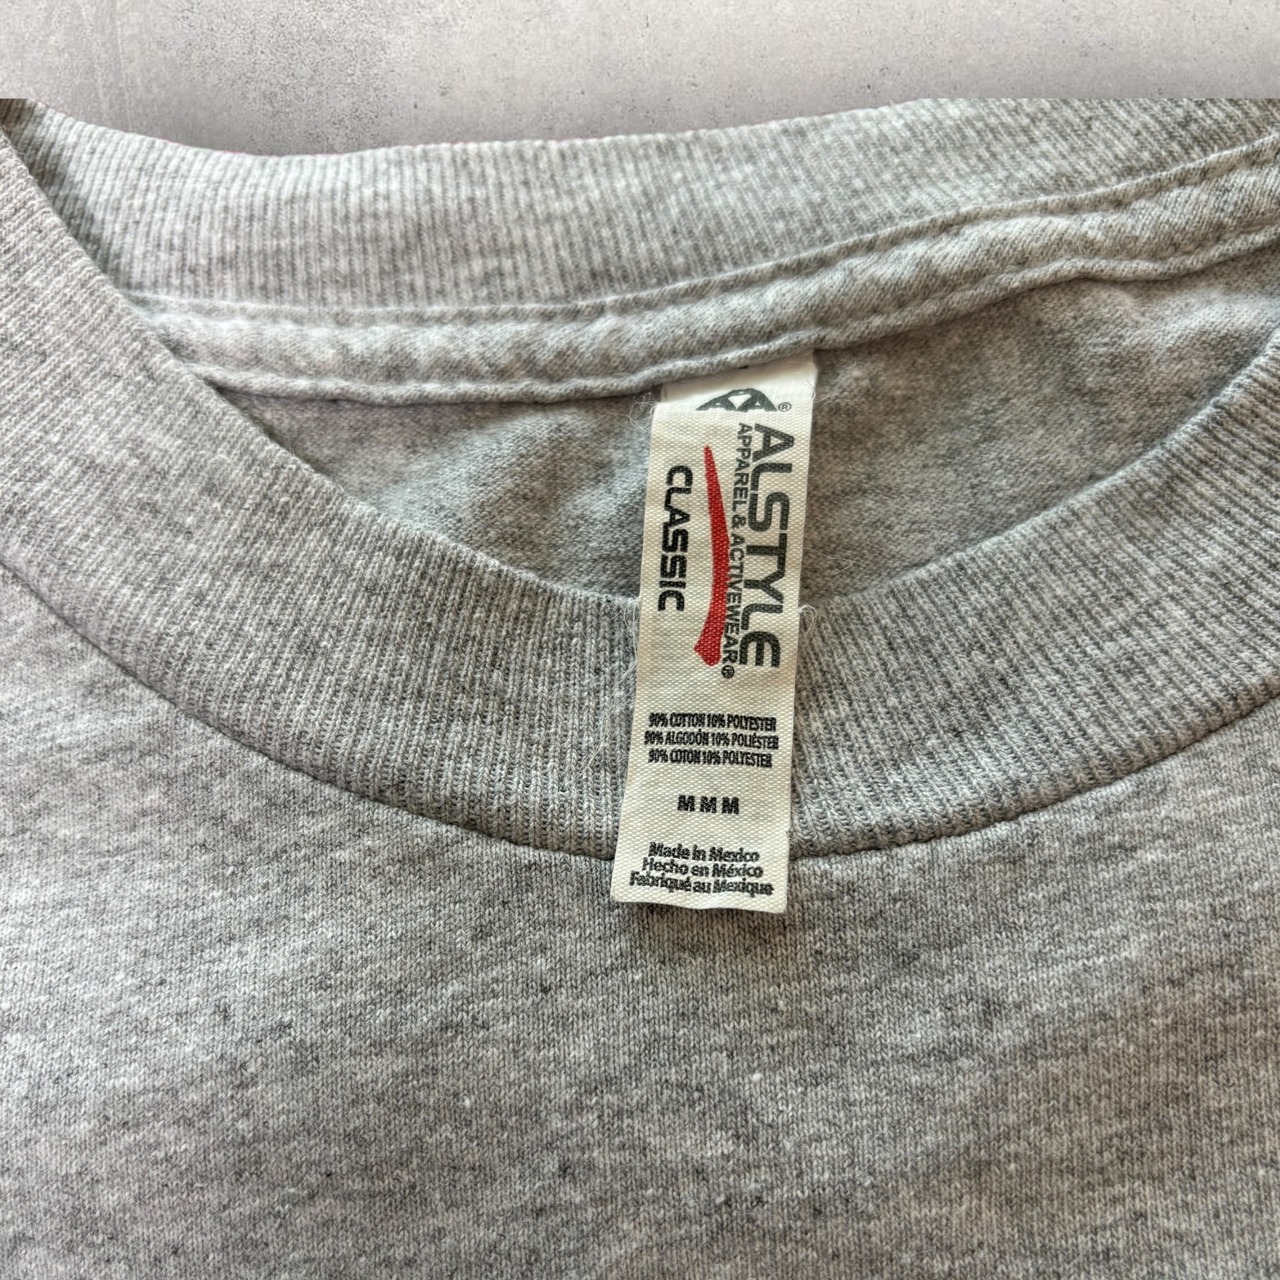 ALSTYLE
APPAREL & ACTIVEWEAR®
CLASSIC
90% COTTON 10% POLYESTER
90% ALGODÓN 10% POLIÉSTER
90% COTON 10% POLYESTER
M M M
Made in Mexico
Hecho en México
Fabriqué au Mexique